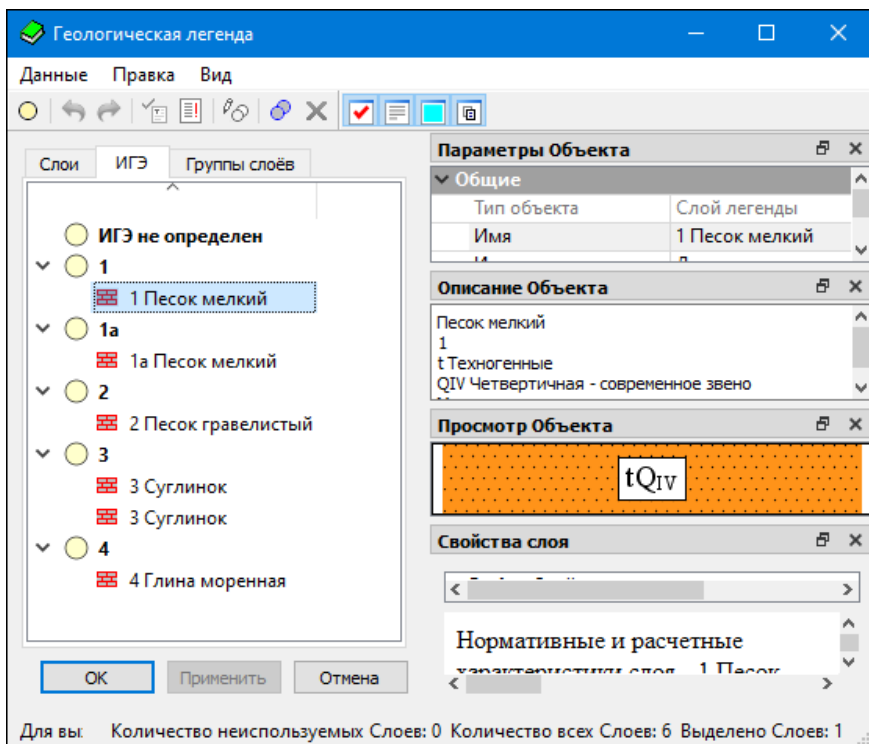 Геологическая легенда
Данные Правка Вид
Слои ИГЭ Группы слоёв
ИГЭ не определен
1
1 Песок мелкий
1а
1а Песок мелкий
2
2 Песок гравелистый
3
3 Суглинок
3 Суглинок
4
4 Глина моренная
OK Применить Отмена
Параметры Объекта
Общие
Тип объекта Слой легенды
Имя 1 Песок мелкий
Описание Объекта
Песок мелкий
1
t Техногенные
QIV Четвертичная - современное звено
Просмотр Объекта
tQIV
Свойства слоя
Нормативные и расчетные
характеристики слоя 1 Песок
Для вы Количество неиспользуемых Слоев: 0 Количество всех Слоев: 6 Выделено Слоев: 1